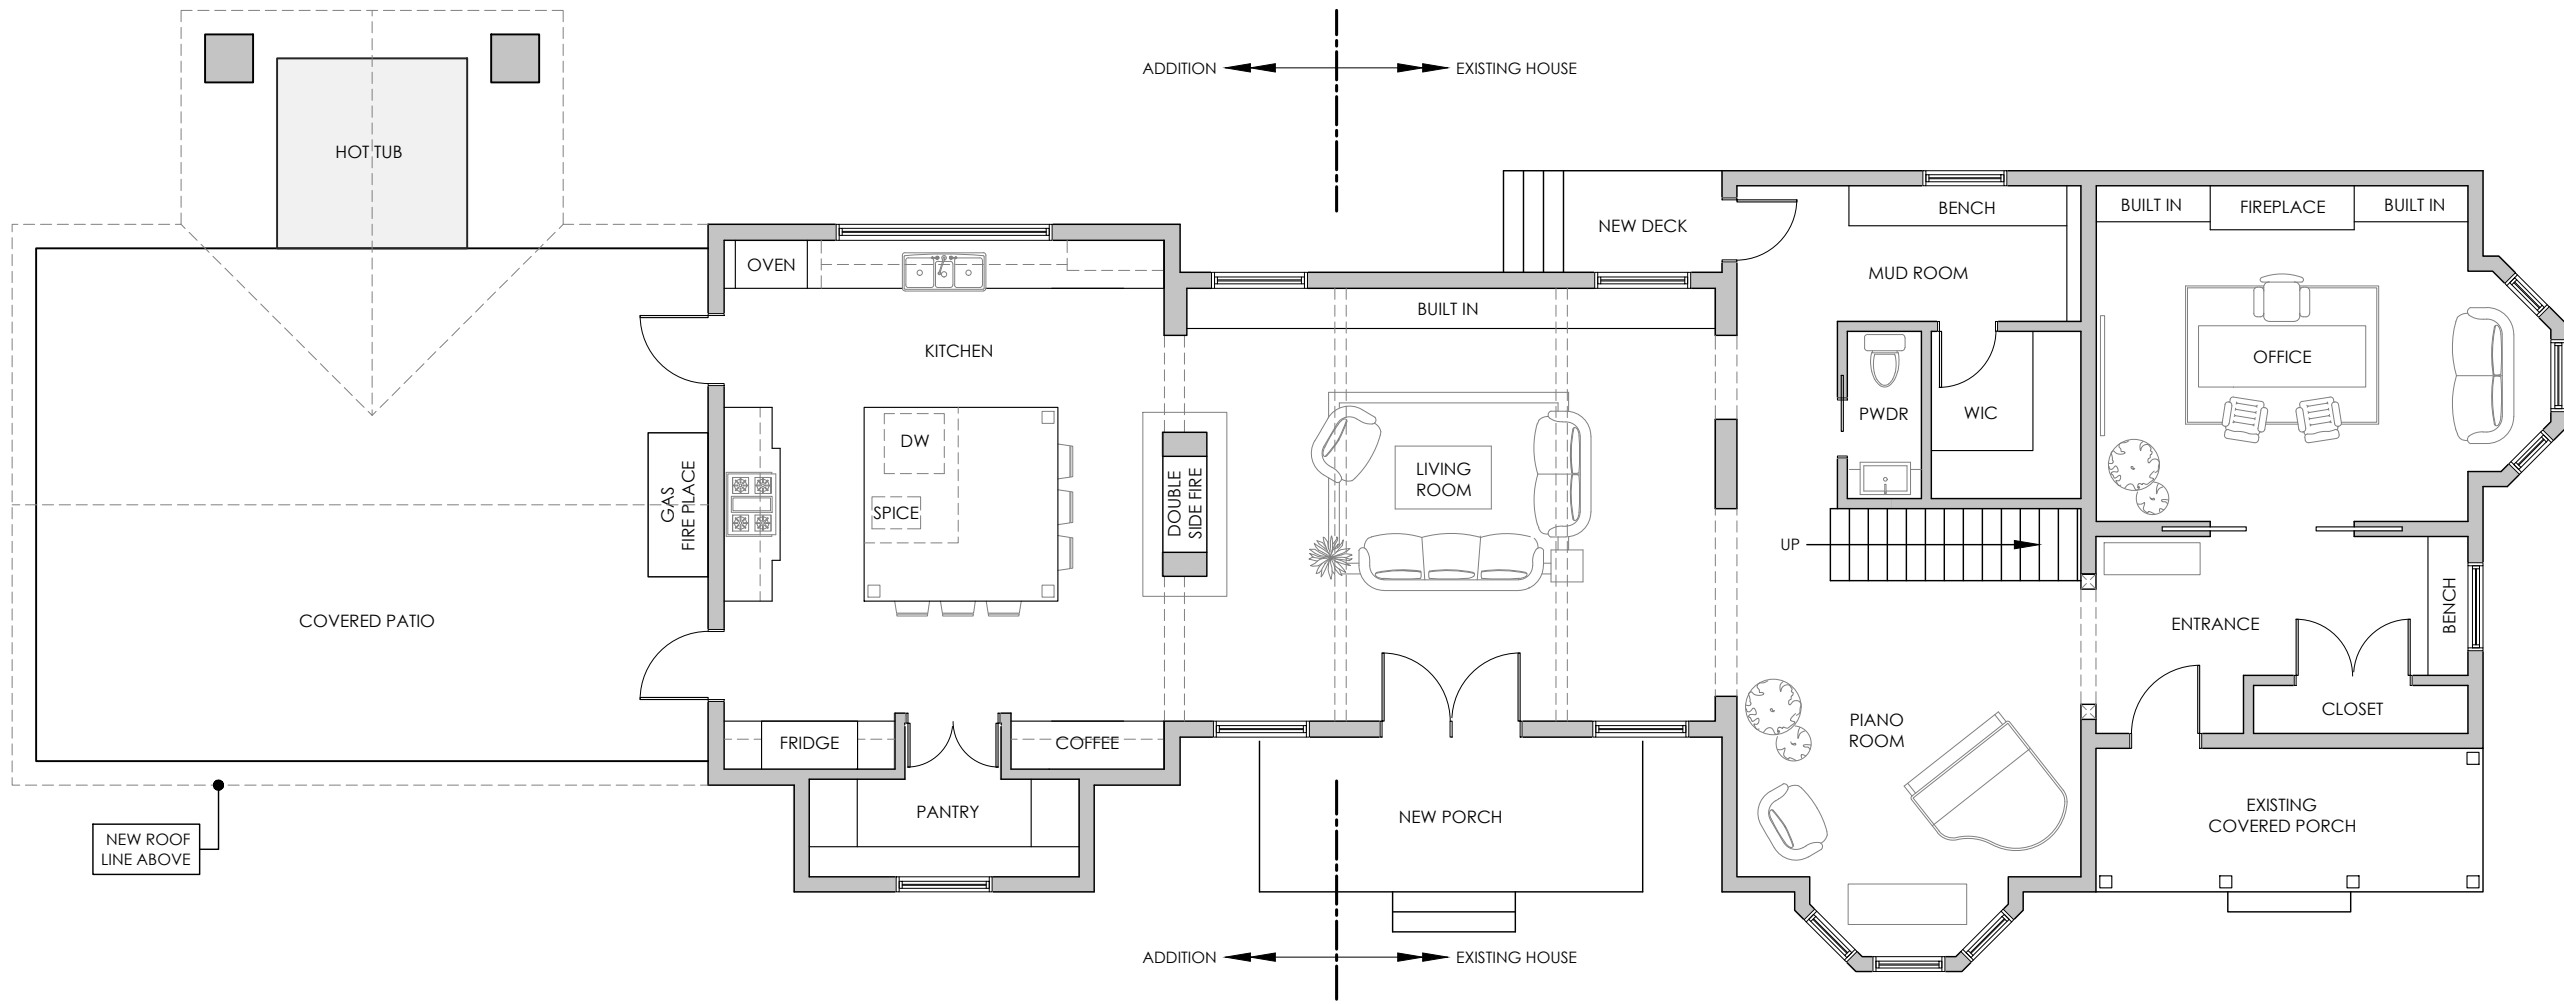 ADDITION
EXISTING HOUSE
HOT TUB
NEW DECK
BENCH
BUILT IN
FIREPLACE
BUILT IN
OVEN
MUD ROOM
BUILT IN
KITCHEN
OFFICE
DW
PWDR
WIC
LIVING
ROOM
GAS
FIRE PLACE
SPICE
DOUBLE
SIDE FIRE
UP
COVERED PATIO
ENTRANCE
BENCH
CLOSET
PIANO
ROOM
FRIDGE
COFFEE
PANTRY
NEW PORCH
EXISTING
COVERED PORCH
NEW ROOF
LINE ABOVE
ADDITION
EXISTING HOUSE